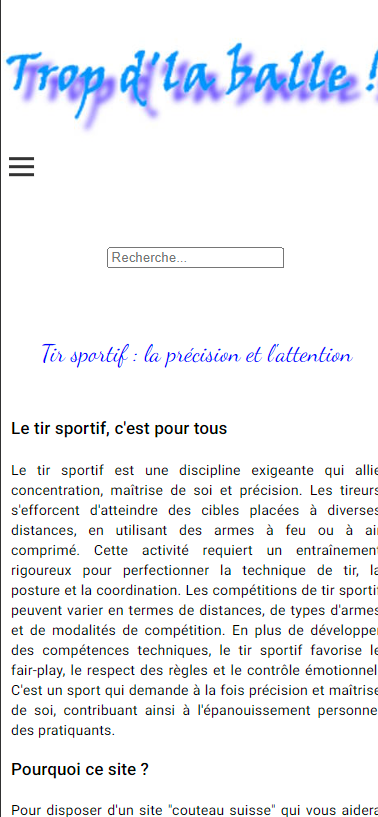 Trop d'la balle !
Recherche...
Tir sportif : la précision et l'attention
Le tir sportif, c'est pour tous
Le tir sportif est une discipline exigeante qui allie
concentration, maîtrise de soi et précision. Les tireurs
s'efforcent d'atteindre des cibles placées à diverses
distances, en utilisant des armes à feu ou à air
comprimé. Cette activité requiert un entraînement
rigoureux pour perfectionner la technique de tir, la
posture et la coordination. Les compétitions de tir sportif
peuvent varier en termes de distances, de types d'armes
et de modalités de compétition. En plus de développer
des compétences techniques, le tir sportif favorise le
fair-play, le respect des règles et le contrôle émotionnel.
C'est un sport qui demande à la fois précision et maîtrise
de soi, contribuant ainsi à l'épanouissement personnel
des pratiquants.
Pourquoi ce site ?
Pour disposer d'un site "couteau suisse" qui vous aidera